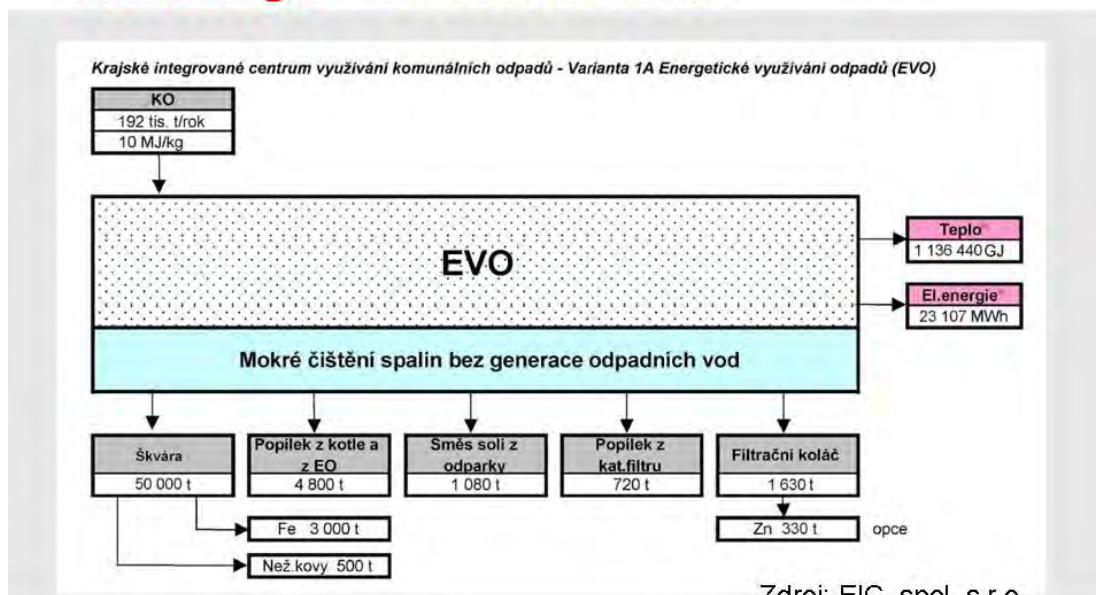 Krajské integrované centrum využívání komunálních odpadů - Varianta 1A Energetické využívání odpadů (EVO)
KO
192 tis. t/rok
10 MJ/kg
EVO
Teplo*
1 136 440 GJ
El.energie*
23 107 MWh
Mokré čištění spalin bez generace odpadních vod
Škvára
50 000 t
Popílek z kotle a
z EO
4 800 t
Směs solí z
odparky
1 080 t
Popílek z
kat.filtru
720 t
Filtrační koláč
1 630 t
Fe 3 000 t
Než.kovy 500 t
Zn 330 t
opce
Zdroj: EIC, spol. s r.o.